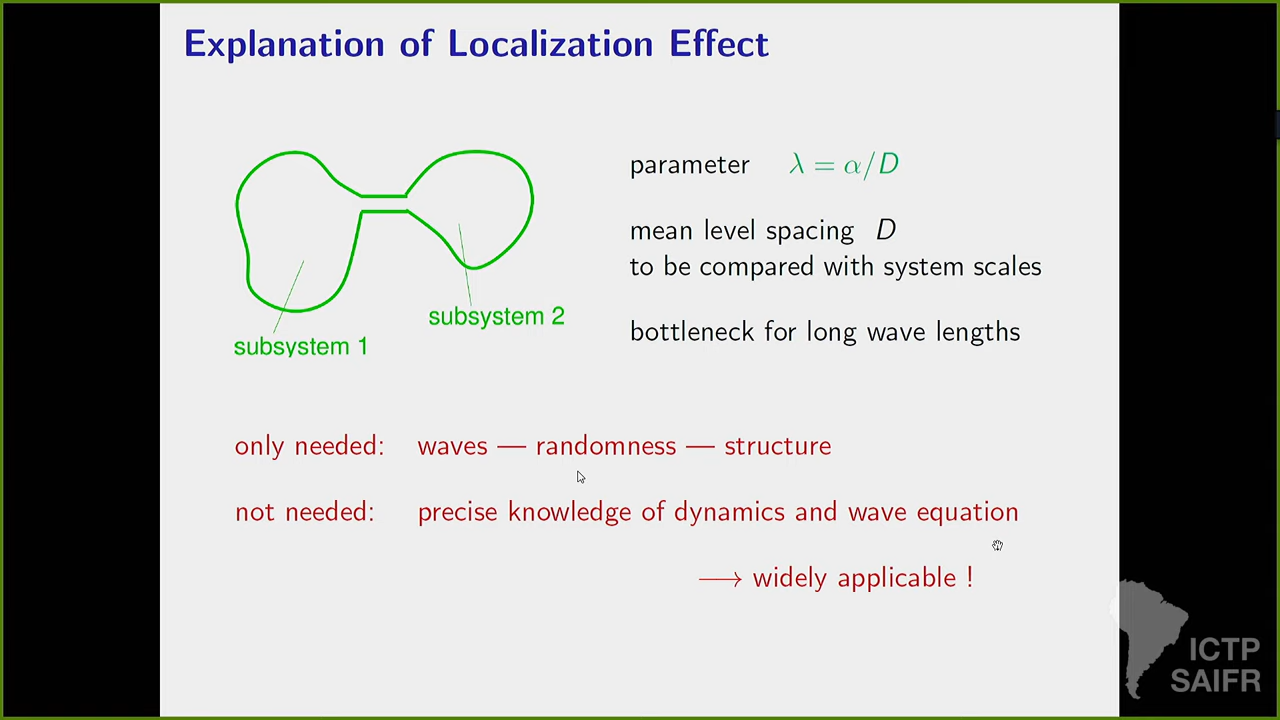 Explanation of Localization Effect
parameter λ = α/D
mean level spacing D
to be compared with system scales
bottleneck for long wave lengths
subsystem 2
subsystem 1
only needed: waves — randomness — structure
not needed: precise knowledge of dynamics and wave equation
⟶ widely applicable !
ICTP
SAIFR